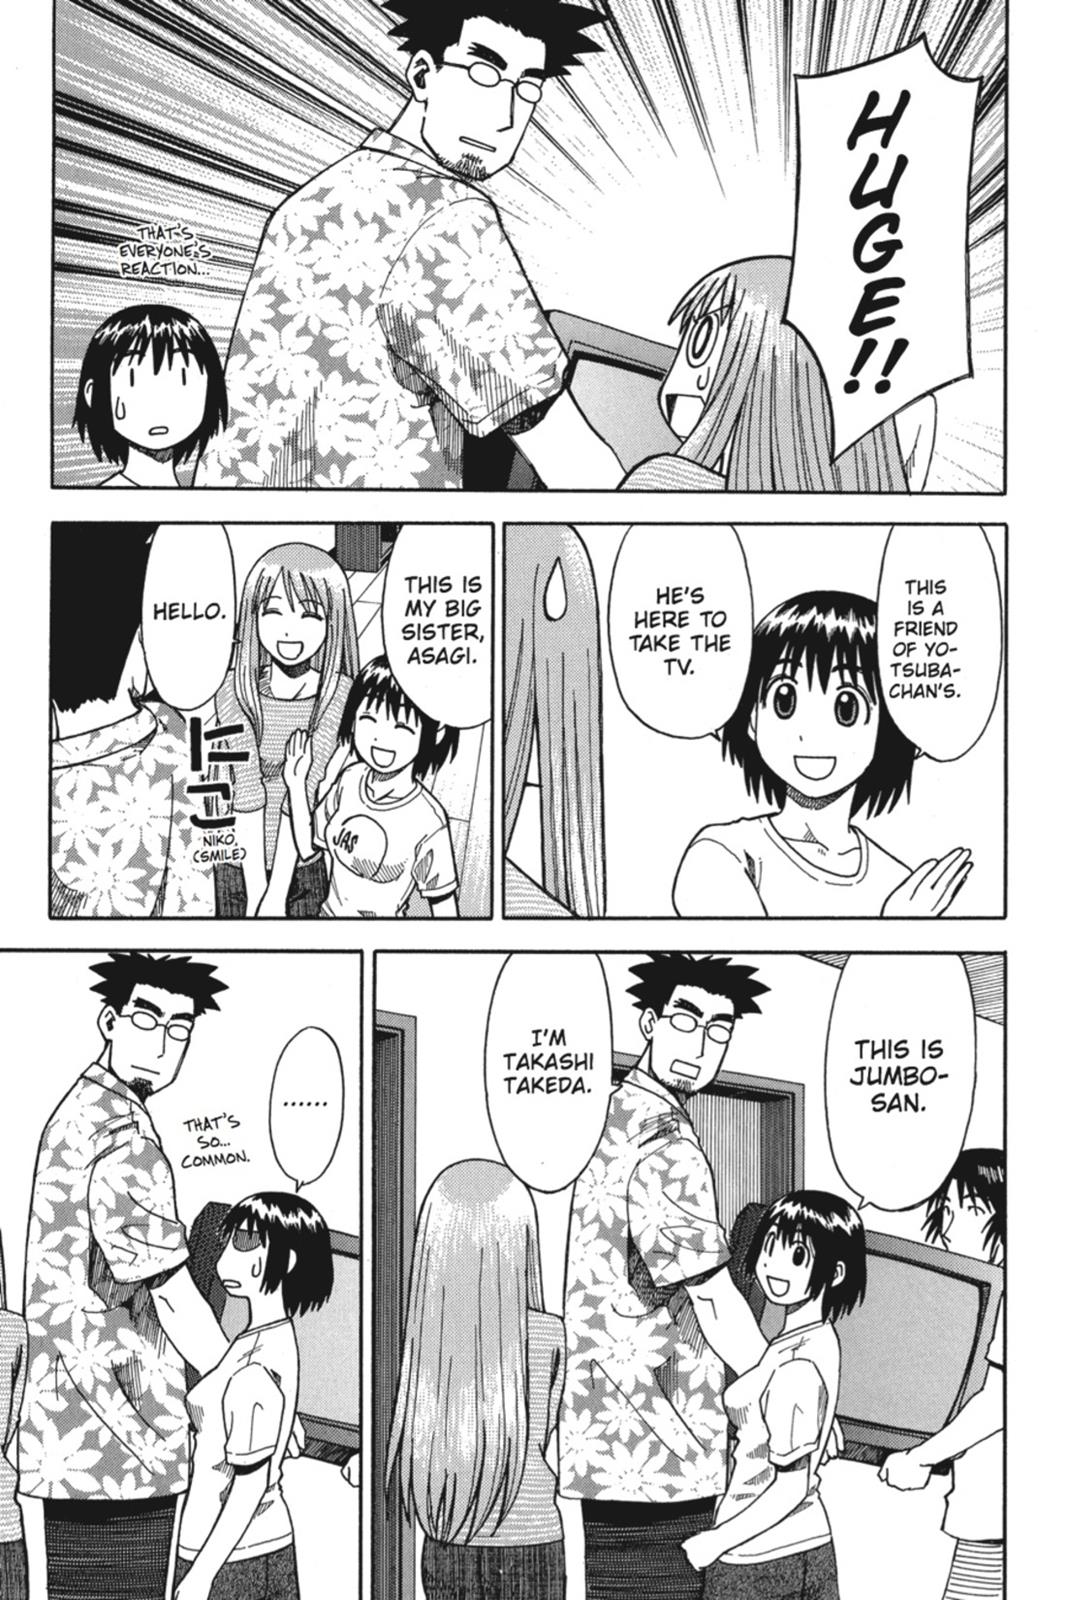 HUGE!!
THAT'S
EVERYONE'S
REACTION...
THIS
IS A
FRIEND
OF YO-
TSUBA-
CHAN'S.
HE'S
HERE TO
TAKE THE
TV.
THIS IS
MY BIG
SISTER,
ASAGI.
JAS
HELLO.
ニコ
NIKO
(SMILE)
THIS IS
JUMBO-
SAN.
I'M
TAKASHI
TAKEDA.
......
THAT'S
SO...
COMMON.